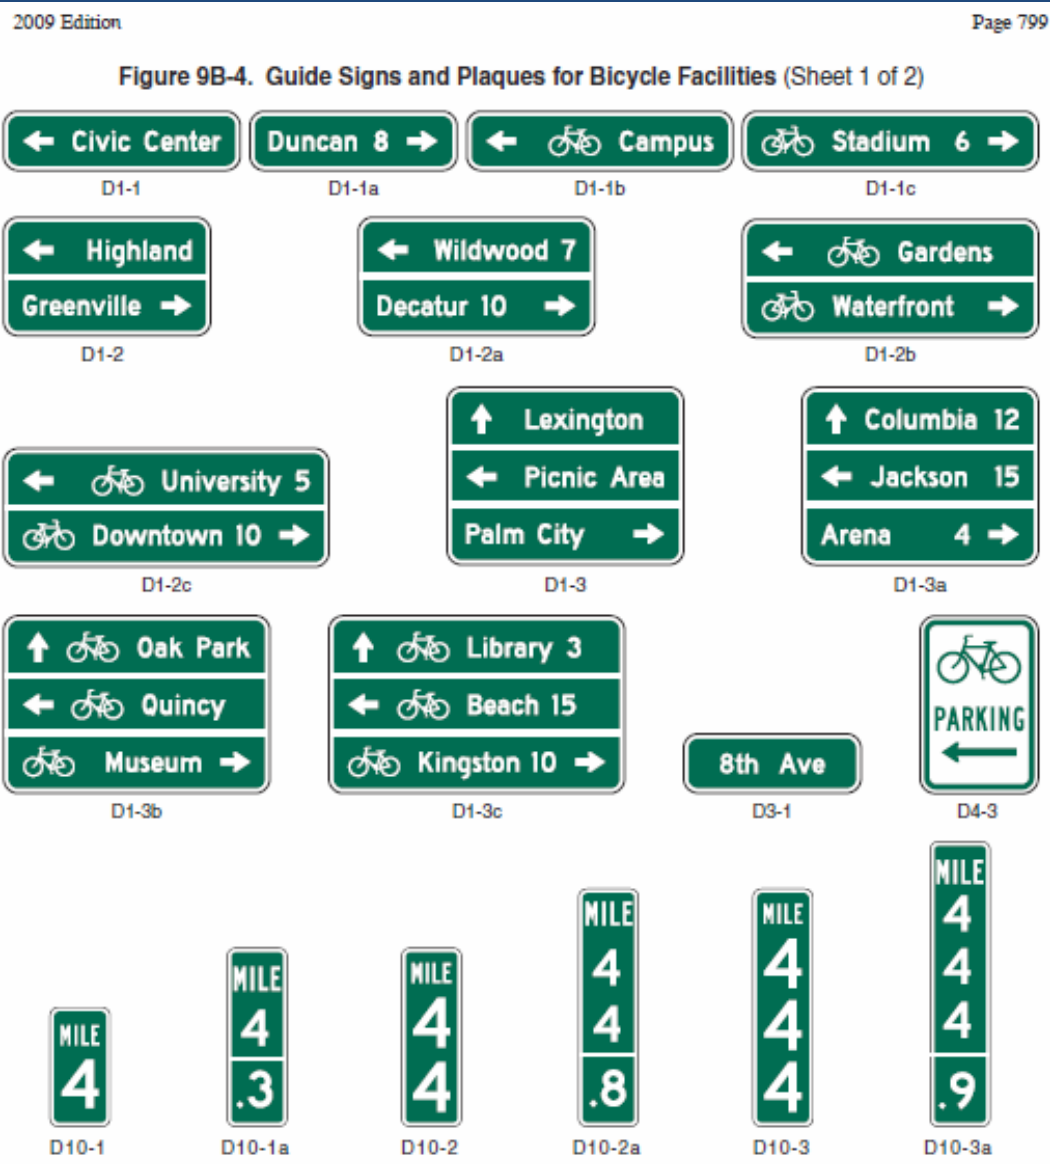 2009 Edition Page 799
Figure 9B-4. Guide Signs and Plaques for Bicycle Facilities (Sheet 1 of 2)
Civic Center
Duncan 8
Campus
Stadium 6
D1-1 D1-1a D1-1b D1-1c
Highland
Greenville
Wildwood 7
Decatur 10
Gardens
Waterfront
D1-2 D1-2a D1-2b
University 5
Downtown 10
Lexington
Picnic Area
Palm City
Columbia 12
Jackson 15
Arena 4
D1-2c D1-3 D1-3a
Oak Park
Quincy
Museum
Library 3
Beach 15
Kingston 10
8th Ave
PARKING
D1-3b D1-3c D3-1 D4-3
MILE
4
MILE
4
.3
MILE
4
4
MILE
4
4
.8
MILE
4
4
4
MILE
4
4
4
.9
D10-1 D10-1a D10-2 D10-2a D10-3 D10-3a